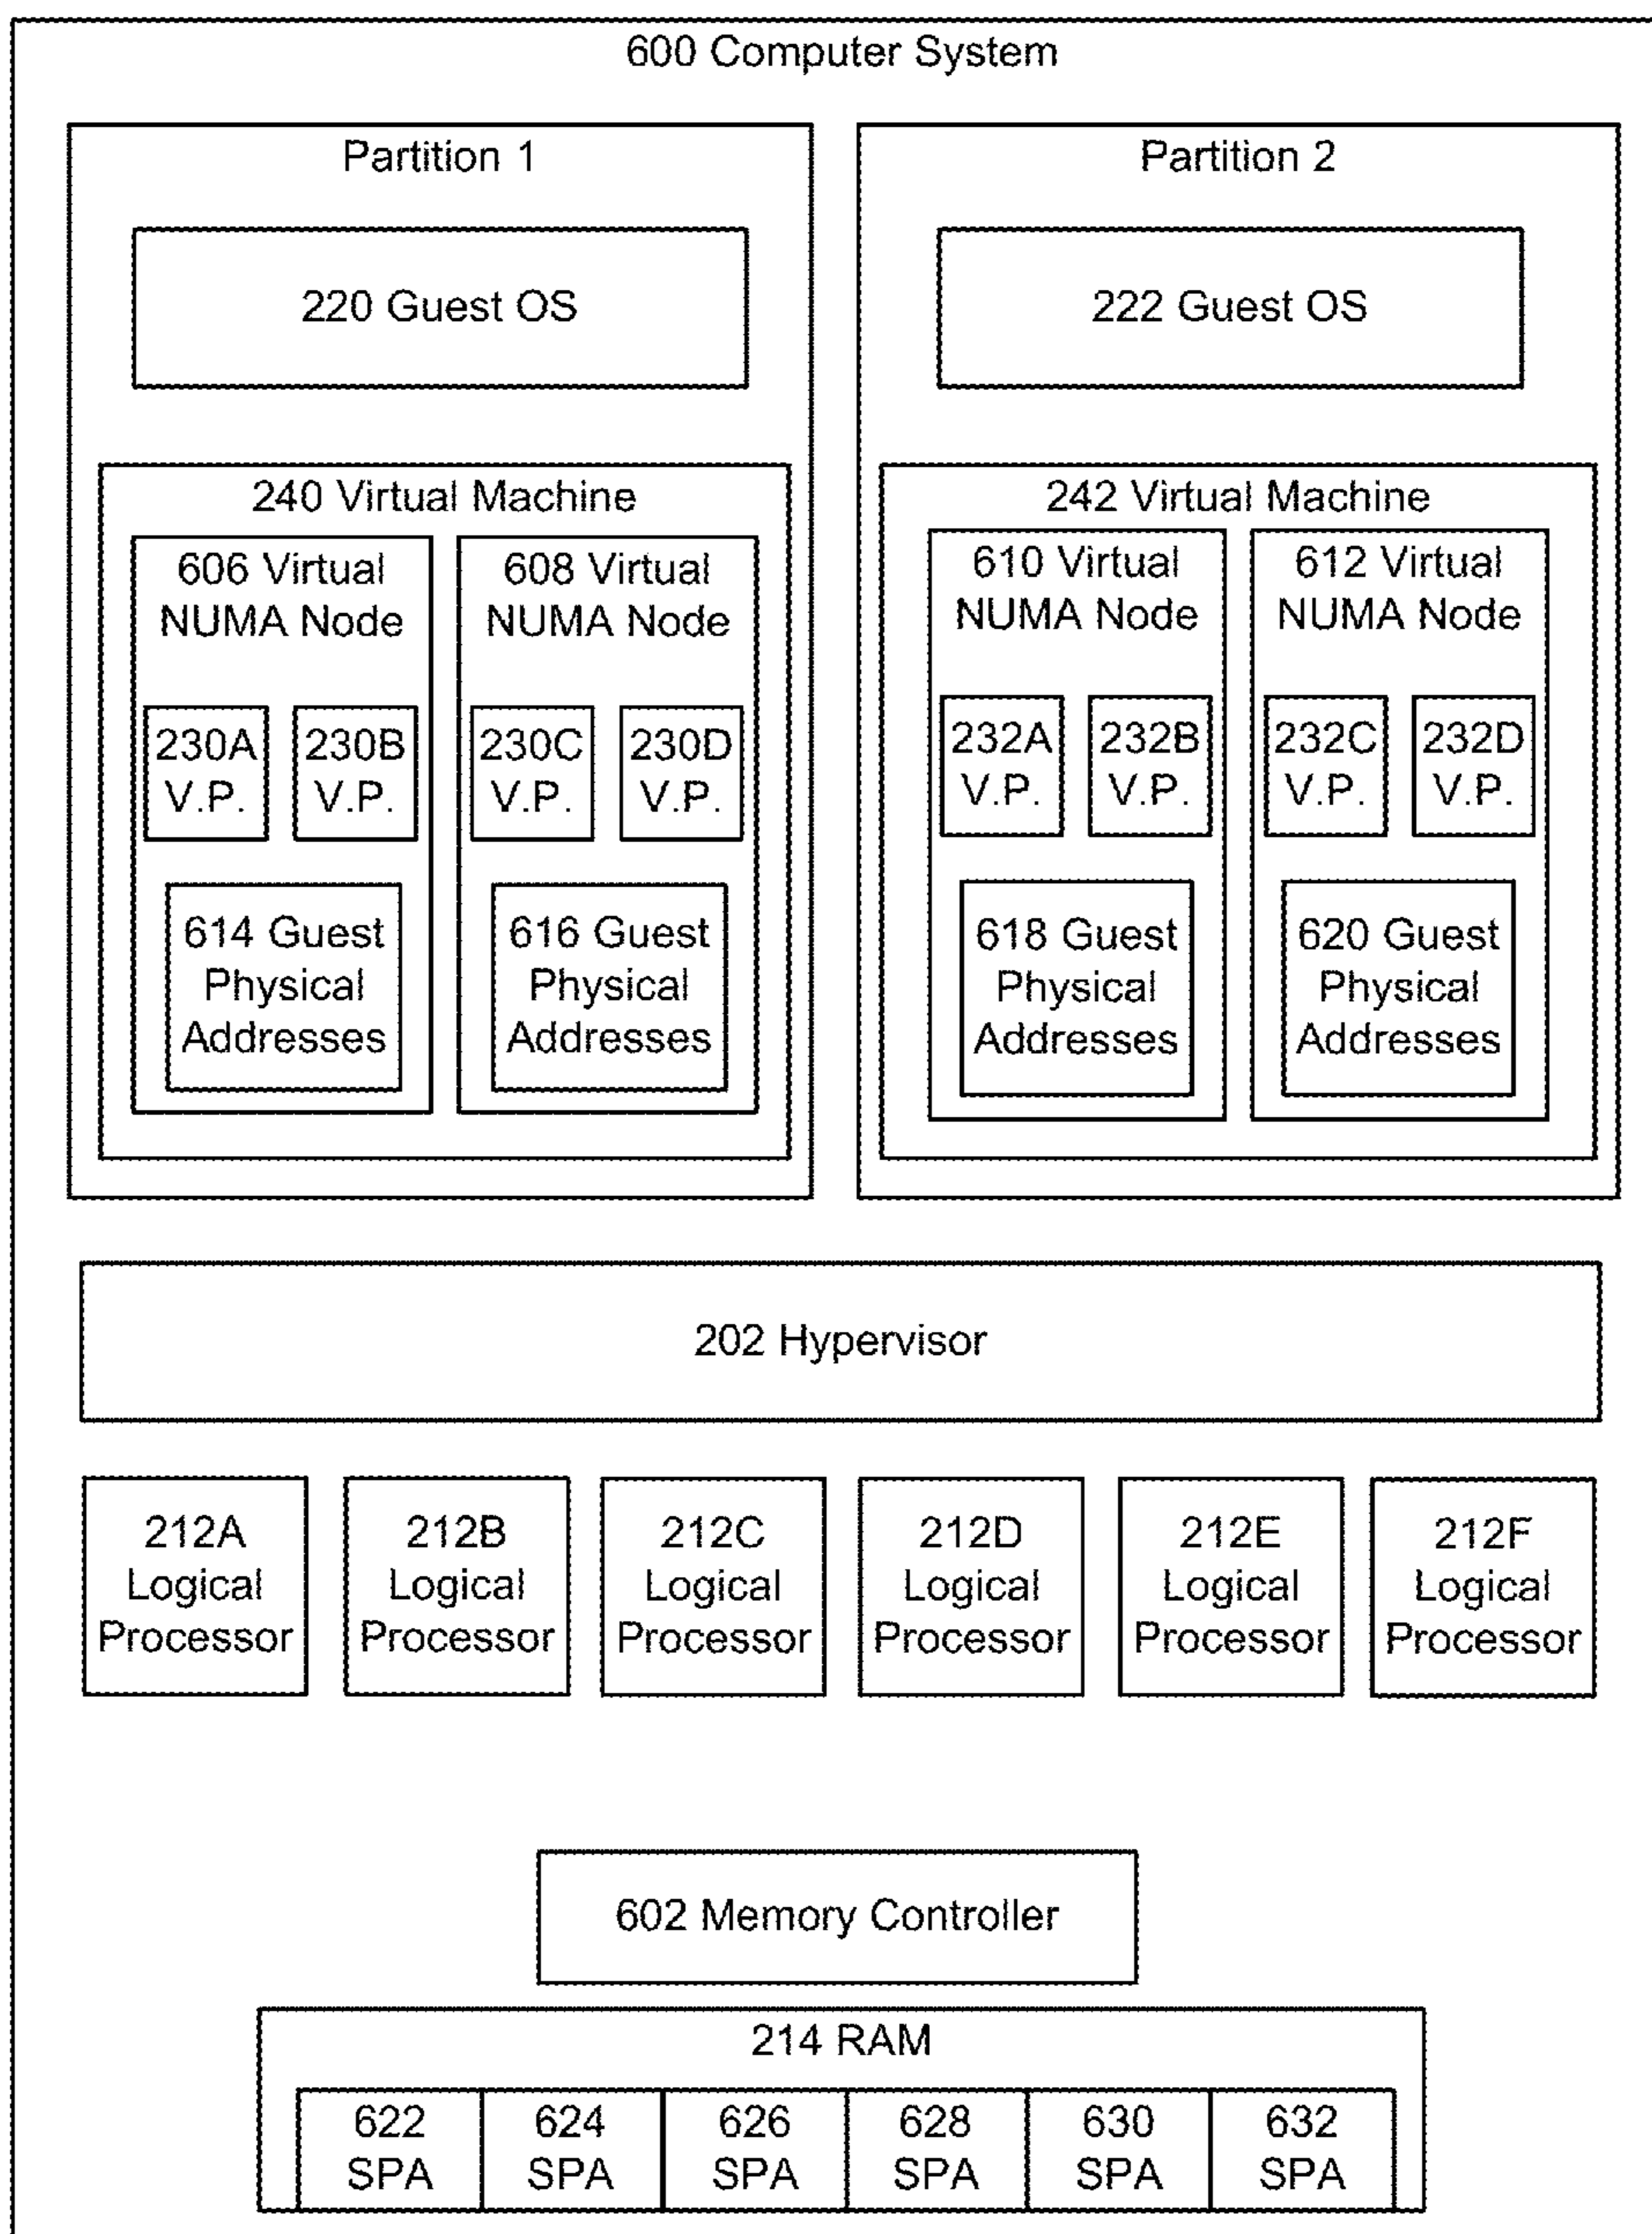 600 Computer System
Partition 1
220 Guest OS
240 Virtual Machine
606 Virtual
NUMA Node
230A
V.P.
230B
V.P.
614 Guest
Physical
Addresses
608 Virtual
NUMA Node
230C
V.P.
230D
V.P.
616 Guest
Physical
Addresses
Partition 2
222 Guest OS
242 Virtual Machine
610 Virtual
NUMA Node
232A
V.P.
232B
V.P.
618 Guest
Physical
Addresses
612 Virtual
NUMA Node
232C
V.P.
232D
V.P.
620 Guest
Physical
Addresses
202 Hypervisor
212A
Logical
Processor
212B
Logical
Processor
212C
Logical
Processor
212D
Logical
Processor
212E
Logical
Processor
212F
Logical
Processor
602 Memory Controller
214 RAM
622
SPA
624
SPA
626
SPA
628
SPA
630
SPA
632
SPA